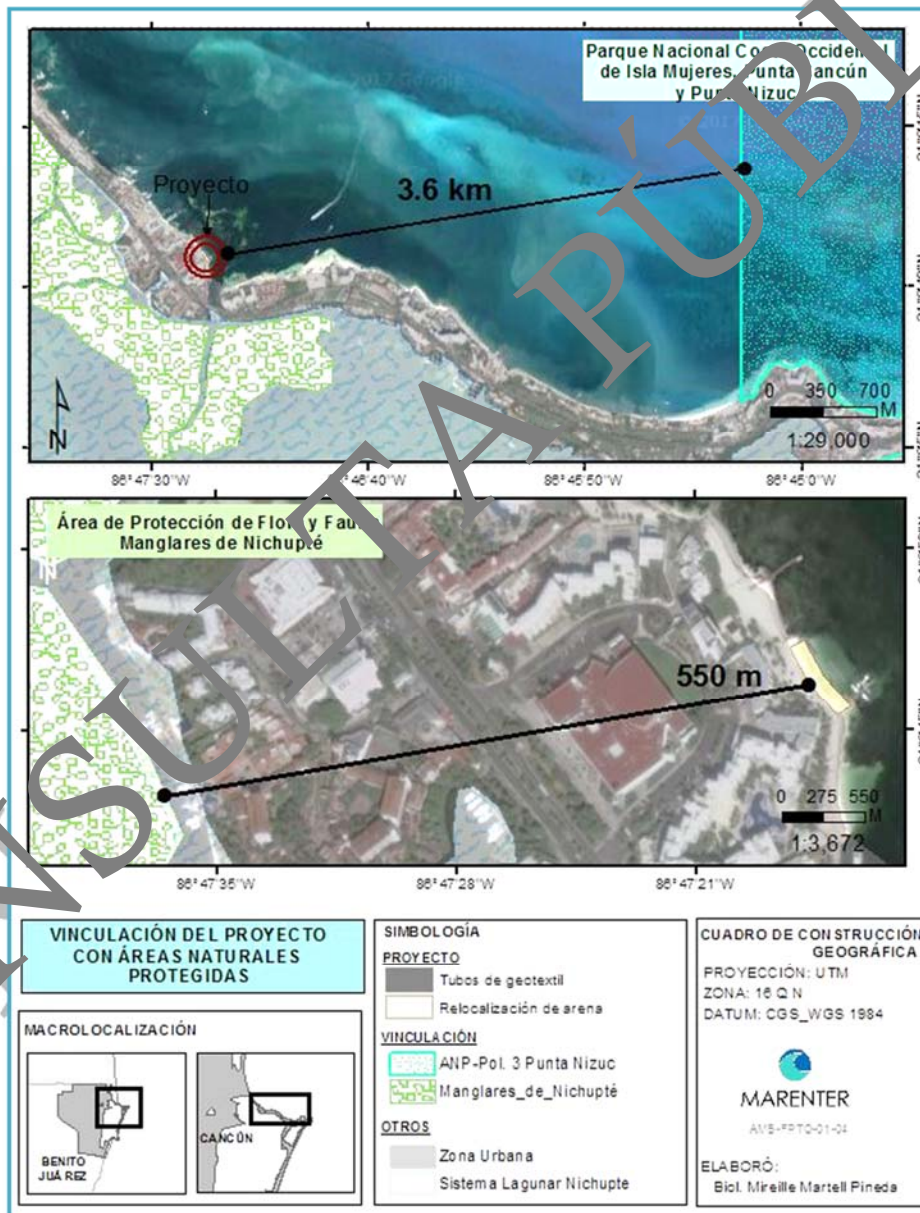 Parque Nacional Costa Occidental
de Isla Mujeres, Punta Cancún
y Punta Nizuc
Proyecto
3.6 km
0 350 700
M
1:29,000
N
86°47'30"W 86°46'40"W 86°45'50"W 86°45'0"W
Área de Protección de Flora y Fauna
Manglares de Nichupté
550 m
0 275 550
M
1:3,672
86°47'35"W 86°47'28"W 86°47'21"W
VINCULACIÓN DEL PROYECTO
CON ÁREAS NATURALES
PROTEGIDAS
MACROLOCALIZACIÓN
BENITO
JUÁREZ
CANCÚN
SIMBOLOGÍA
PROYECTO
Tubos de geotextil
Relocalización de arena
VINCULACIÓN
ANP-Pol. 3 Punta Nizuc
Manglares_de_Nichupté
OTROS
Zona Urbana
Sistema Lagunar Nichupte
CUADRO DE CONSTRUCCIÓN
GEOGRÁFICA
PROYECCIÓN: UTM
ZONA: 16 Q N
DATUM: CGS_WGS 1984
MARENTER
ELABORÓ:
Biol. Mireille Martell Pineda
NSULTA PÚBL